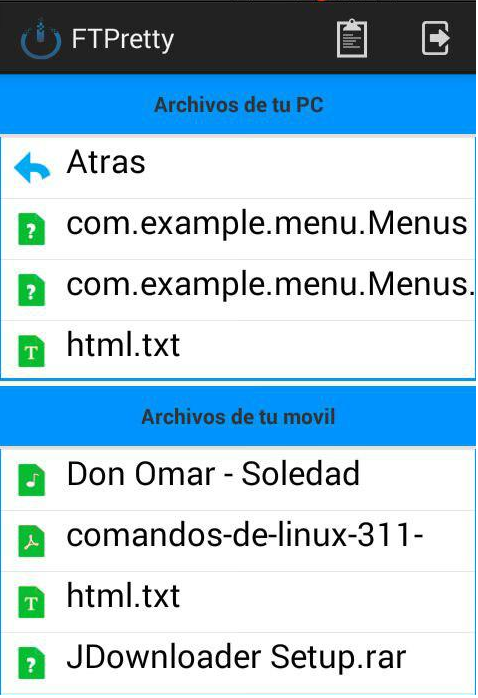 FTPretty
Archivos de tu PC
Atras
com.example.menu.Menus
com.example.menu.Menus.
html.txt
Archivos de tu movil
Don Omar - Soledad
comandos-de-linux-311-
html.txt
JDownloader Setup.rar